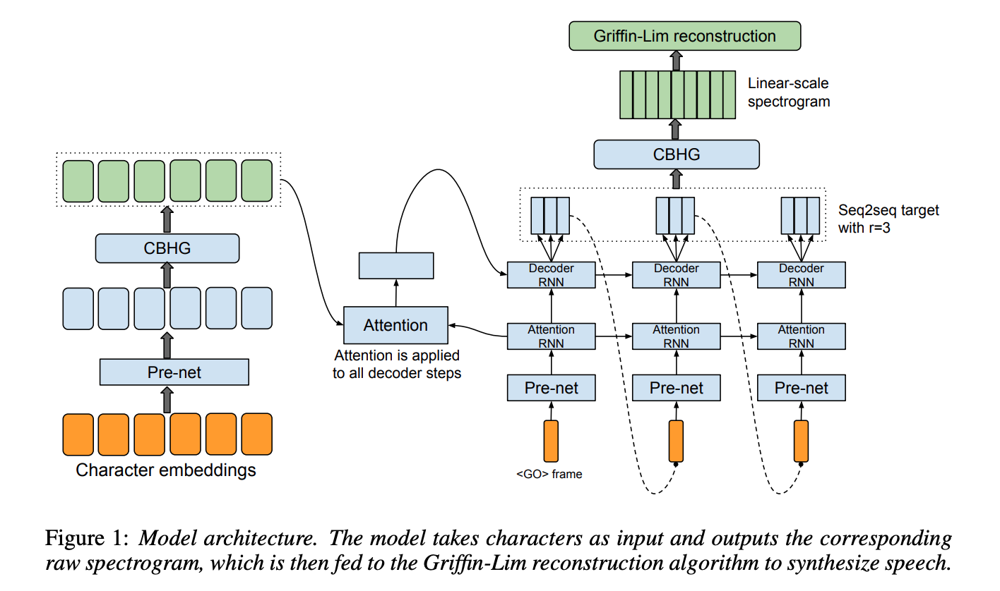 Griffin-Lim reconstruction
Linear-scale
spectrogram
CBHG
Seq2seq target
with r=3
CBHG
Decoder
RNN
Decoder
RNN
Decoder
RNN
Attention
Attention is applied
to all decoder steps
Attention
RNN
Attention
RNN
Attention
RNN
Pre-net
Pre-net
Pre-net
Pre-net
Character embeddings
<GO> frame
Figure 1: Model architecture. The model takes characters as input and outputs the corresponding
raw spectrogram, which is then fed to the Griffin-Lim reconstruction algorithm to synthesize speech.